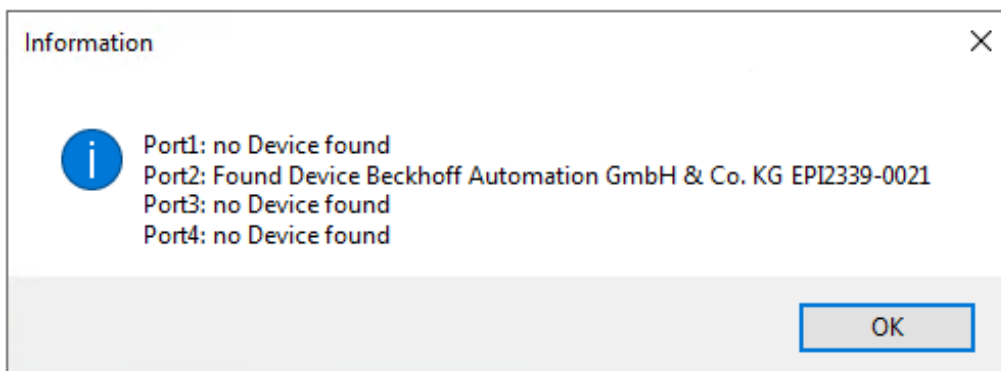 Information
Port1: no Device found
Port2: Found Device Beckhoff Automation GmbH & Co. KG EPI2339-0021
Port3: no Device found
Port4: no Device found
OK